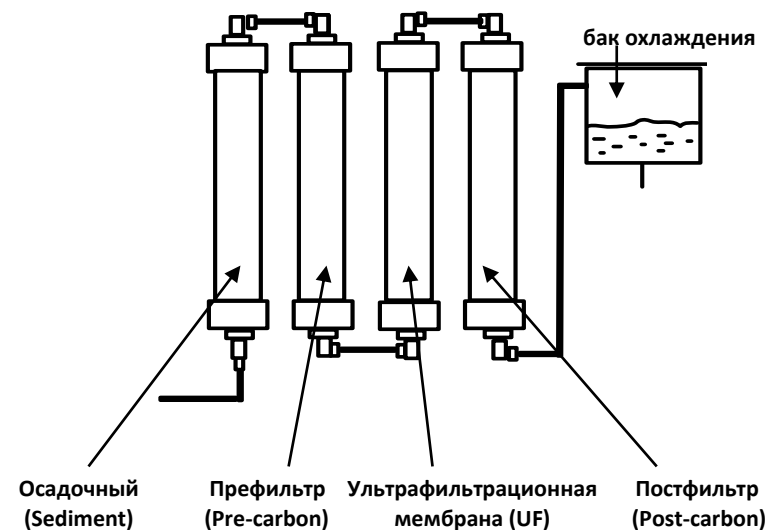 бак охлаждения
Осадочный
(Sediment)
Префильтр
(Pre-carbon)
Ультрафильтрационная
мембрана (UF)
Постфильтр
(Post-carbon)